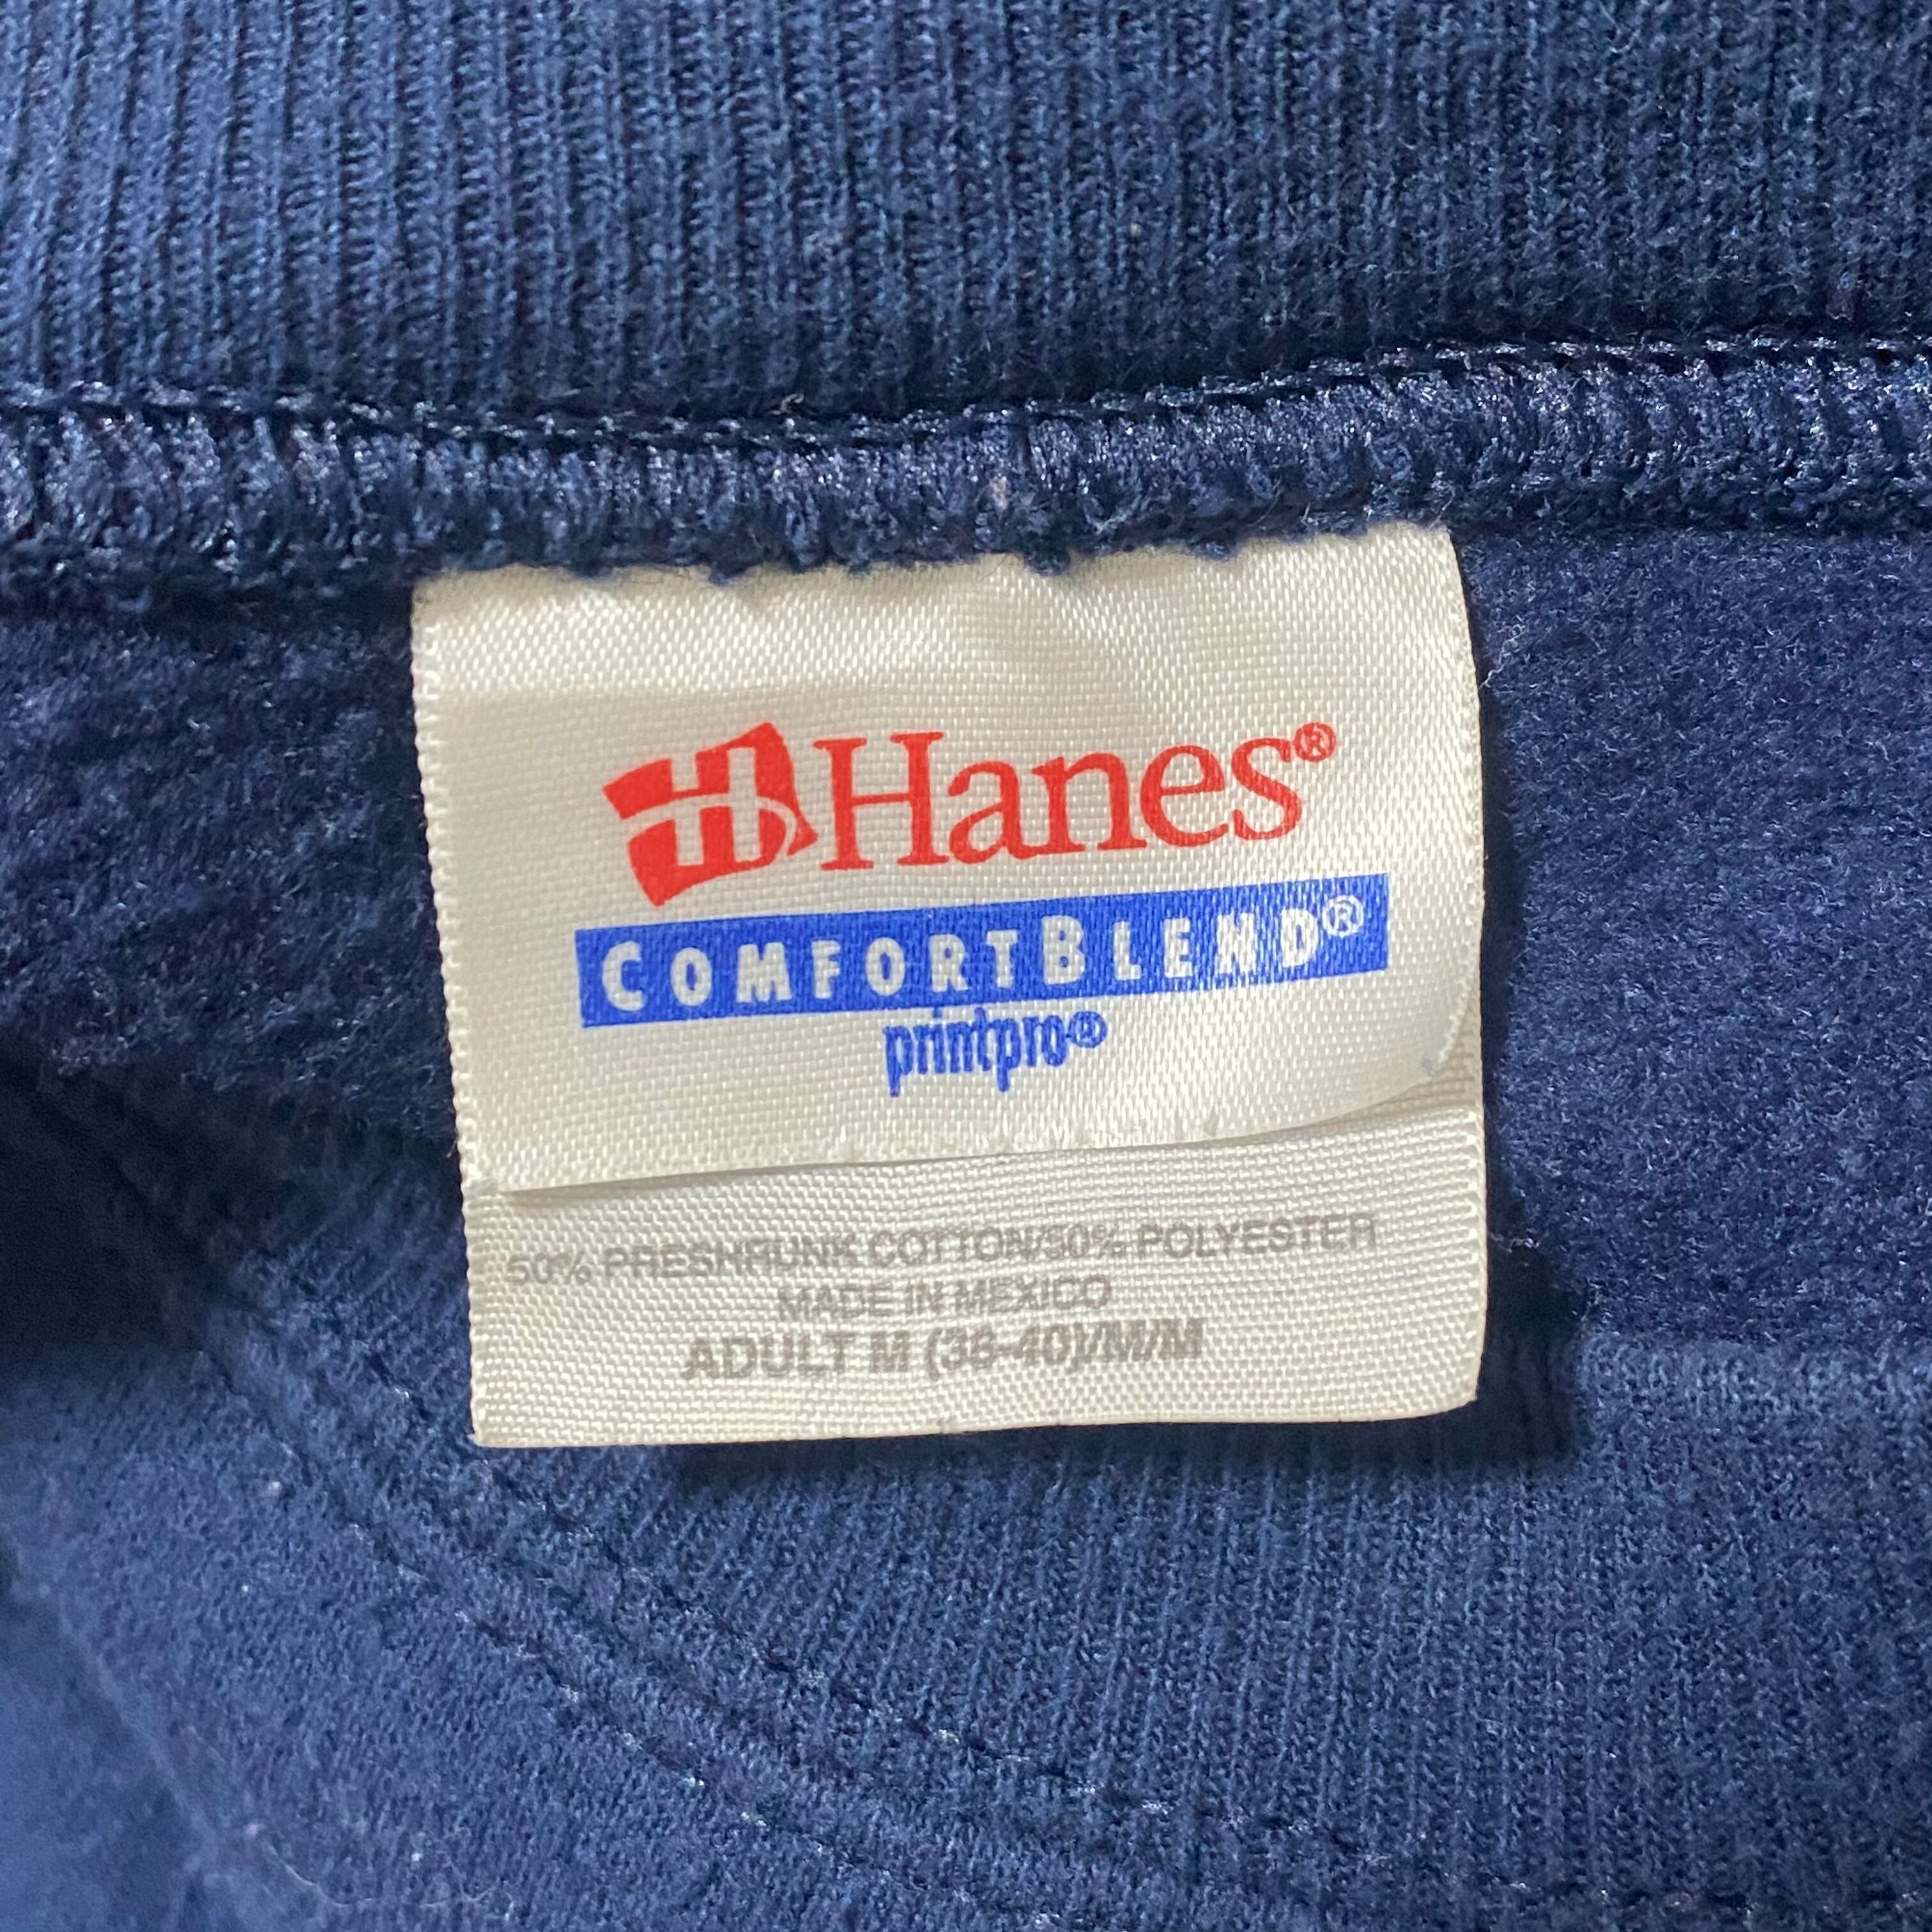 Hanes®
COMFORTBLEND®
printpro®
50% PRESHRUNK COTTON/50% POLYESTER
MADE IN MEXICO
ADULT M (38-40)/M/M